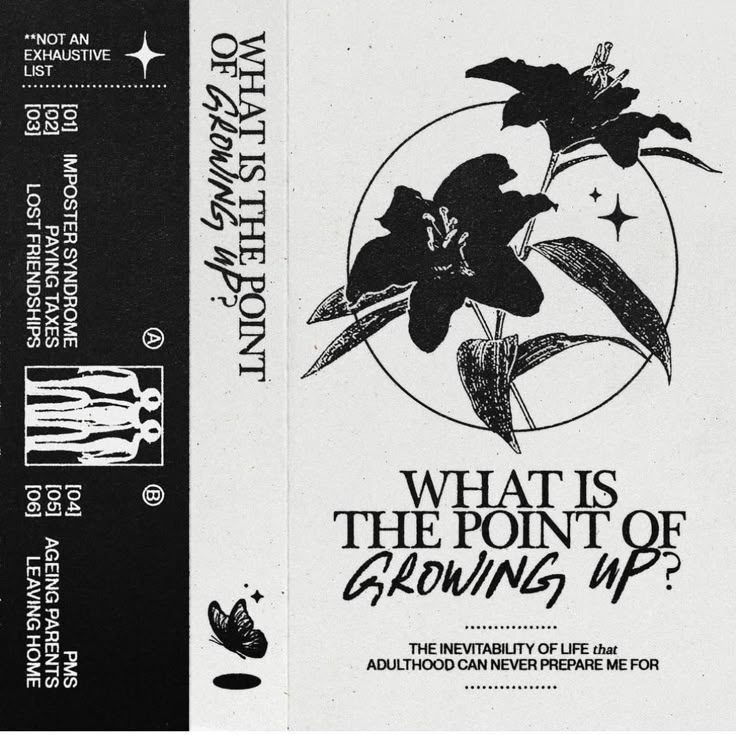 **NOT AN
EXHAUSTIVE
LIST
[01] IMPOSTER SYNDROME
[02] PAYING TAXES
[03] LOST FRIENDSHIPS
A
B
[04] PMS
[05] AGEING PARENTS
[06] LEAVING HOME
WHAT IS THE POINT
OF GROWING UP?
WHAT IS
THE POINT OF
GROWING UP?
THE INEVITABILITY OF LIFE that
ADULTHOOD CAN NEVER PREPARE ME FOR